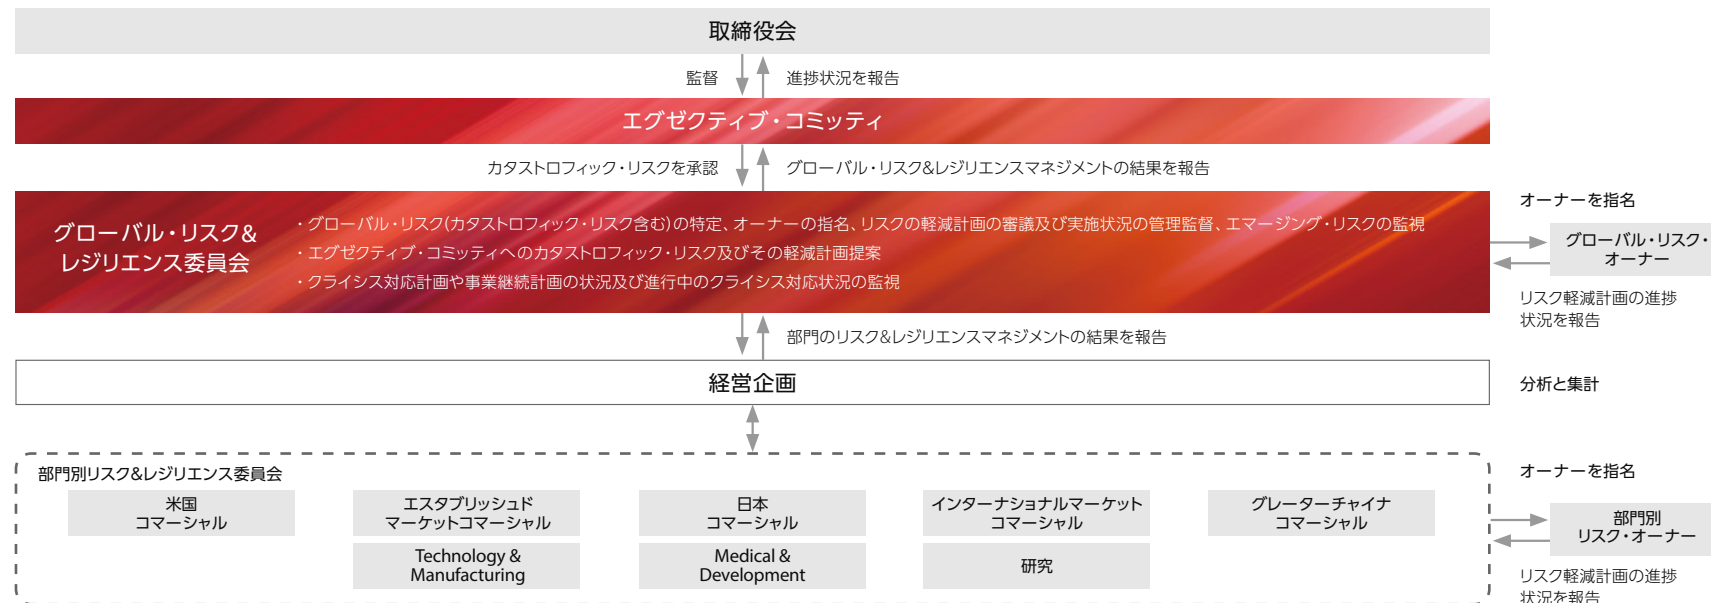 取締役会
監督
進捗状況を報告
エグゼクティブ・コミッティ
カタストロフィック・リスクを承認
グローバル・リスク&レジリエンスマネジメントの結果を報告
グローバル・リスク&
レジリエンス委員会
・グローバル・リスク(カタストロフィック・リスク含む)の特定、オーナーの指名、リスクの軽減計画の審議及び実施状況の管理監督、エマージング・リスクの監視
・エグゼクティブ・コミッティへのカタストロフィック・リスク及びその軽減計画提案
・クライシス対応計画や事業継続計画の状況及び進行中のクライシス対応状況の監視
オーナーを指名
グローバル・リスク・
オーナー
リスク軽減計画の進捗
状況を報告
部門のリスク&レジリエンスマネジメントの結果を報告
経営企画
分析と集計
部門別リスク&レジリエンス委員会
米国
コマーシャル
エスタブリッシュド
マーケットコマーシャル
日本
コマーシャル
インターナショナルマーケット
コマーシャル
グレーターチャイナ
コマーシャル
Technology &
Manufacturing
Medical &
Development
研究
オーナーを指名
部門別
リスク・オーナー
リスク軽減計画の進捗
状況を報告